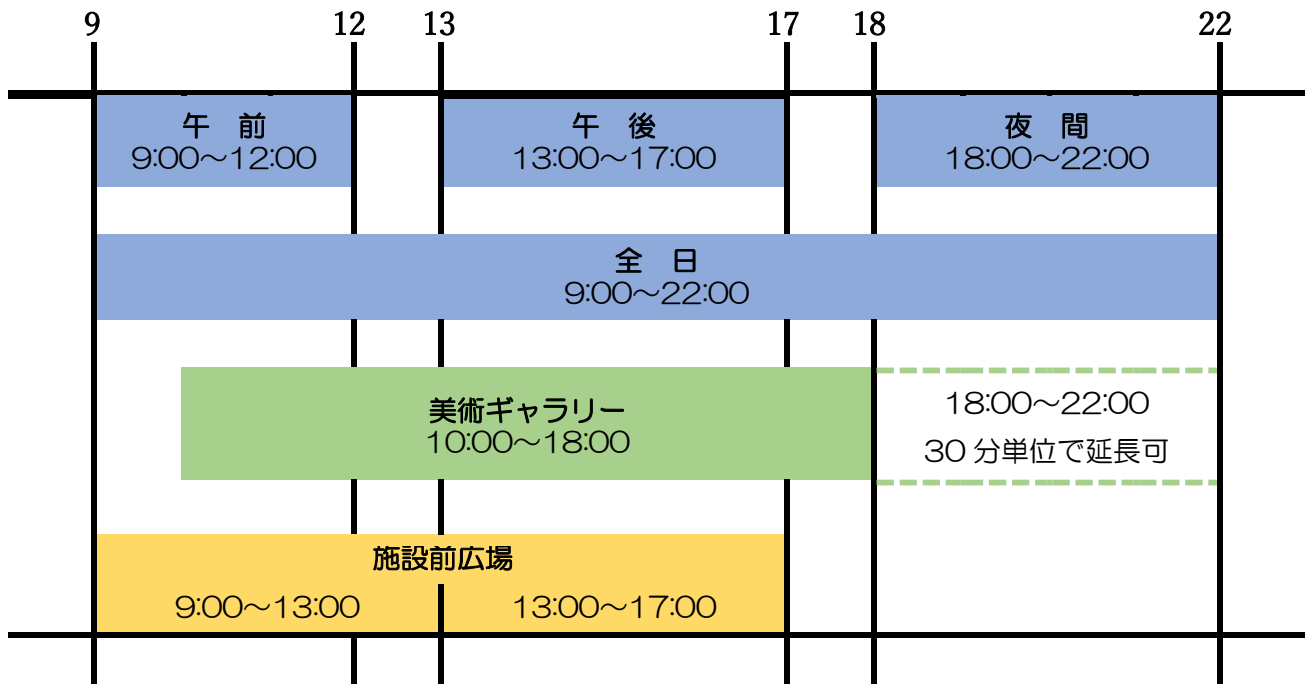 9 12 13 17 18 22
午　前 午　後 夜　間
9:00～12:00 13:00～17:00 18:00～22:00
全　日
9:00～22:00
美術ギャラリー
10:00～18:00
18:00～22:00
30 分単位で延長可
施設前広場
9:00～13:00 13:00～17:00